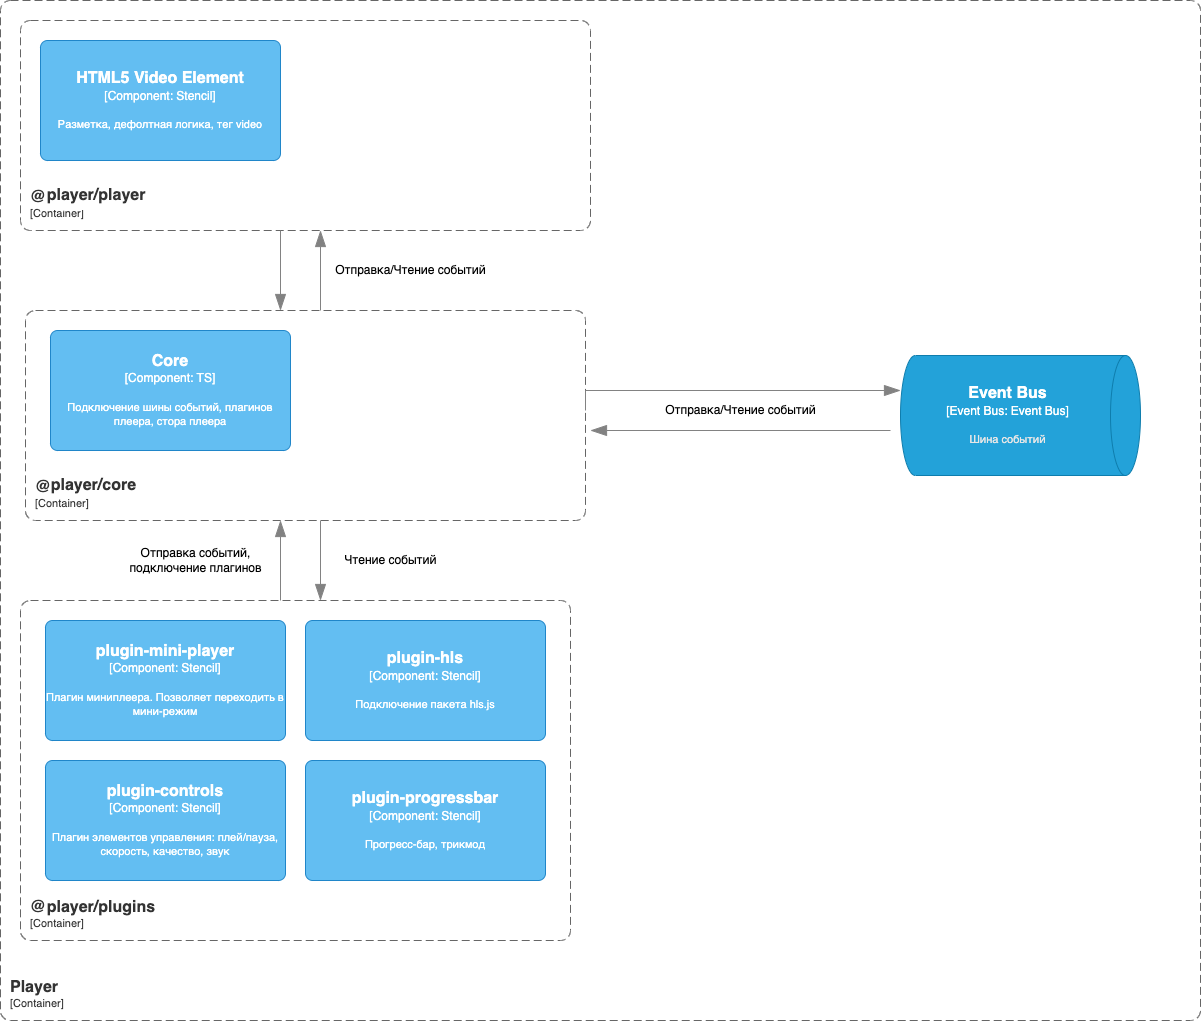 HTML5 Video Element
[Component: Stencil]
Разметка, дефолтная логика, тег video
@player/player
[Container]
Отправка/Чтение событий
Core
[Component: TS]
Подключение шины событий, плагинов
плеера, стора плеера
@player/core
[Container]
Отправка/Чтение событий
Event Bus
[Event Bus: Event Bus]
Шина событий
Отправка событий,
подключение плагинов
Чтение событий
plugin-mini-player
[Component: Stencil]
Плагин миниплеера. Позволяет переходить в
мини-режим
plugin-hls
[Component: Stencil]
Подключение пакета hls.js
plugin-controls
[Component: Stencil]
Плагин элементов управления: плей/пауза,
скорость, качество, звук
plugin-progressbar
[Component: Stencil]
Прогресс-бар, трикмод
@player/plugins
[Container]
Player
[Container]